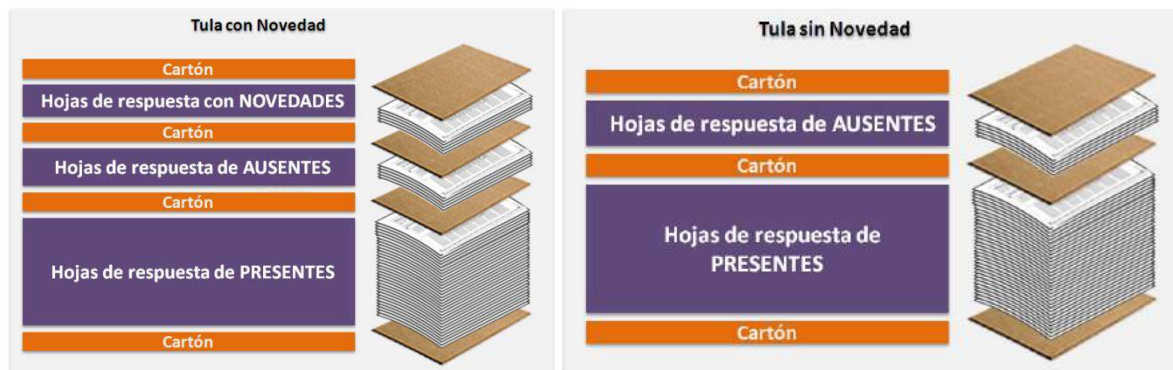 Tula con Novedad
Cartón
Hojas de respuesta con NOVEDADES
Cartón
Hojas de respuesta de AUSENTES
Cartón
Hojas de respuesta de PRESENTES
Cartón
Tula sin Novedad
Cartón
Hojas de respuesta de AUSENTES
Cartón
Hojas de respuesta de
PRESENTES
Cartón